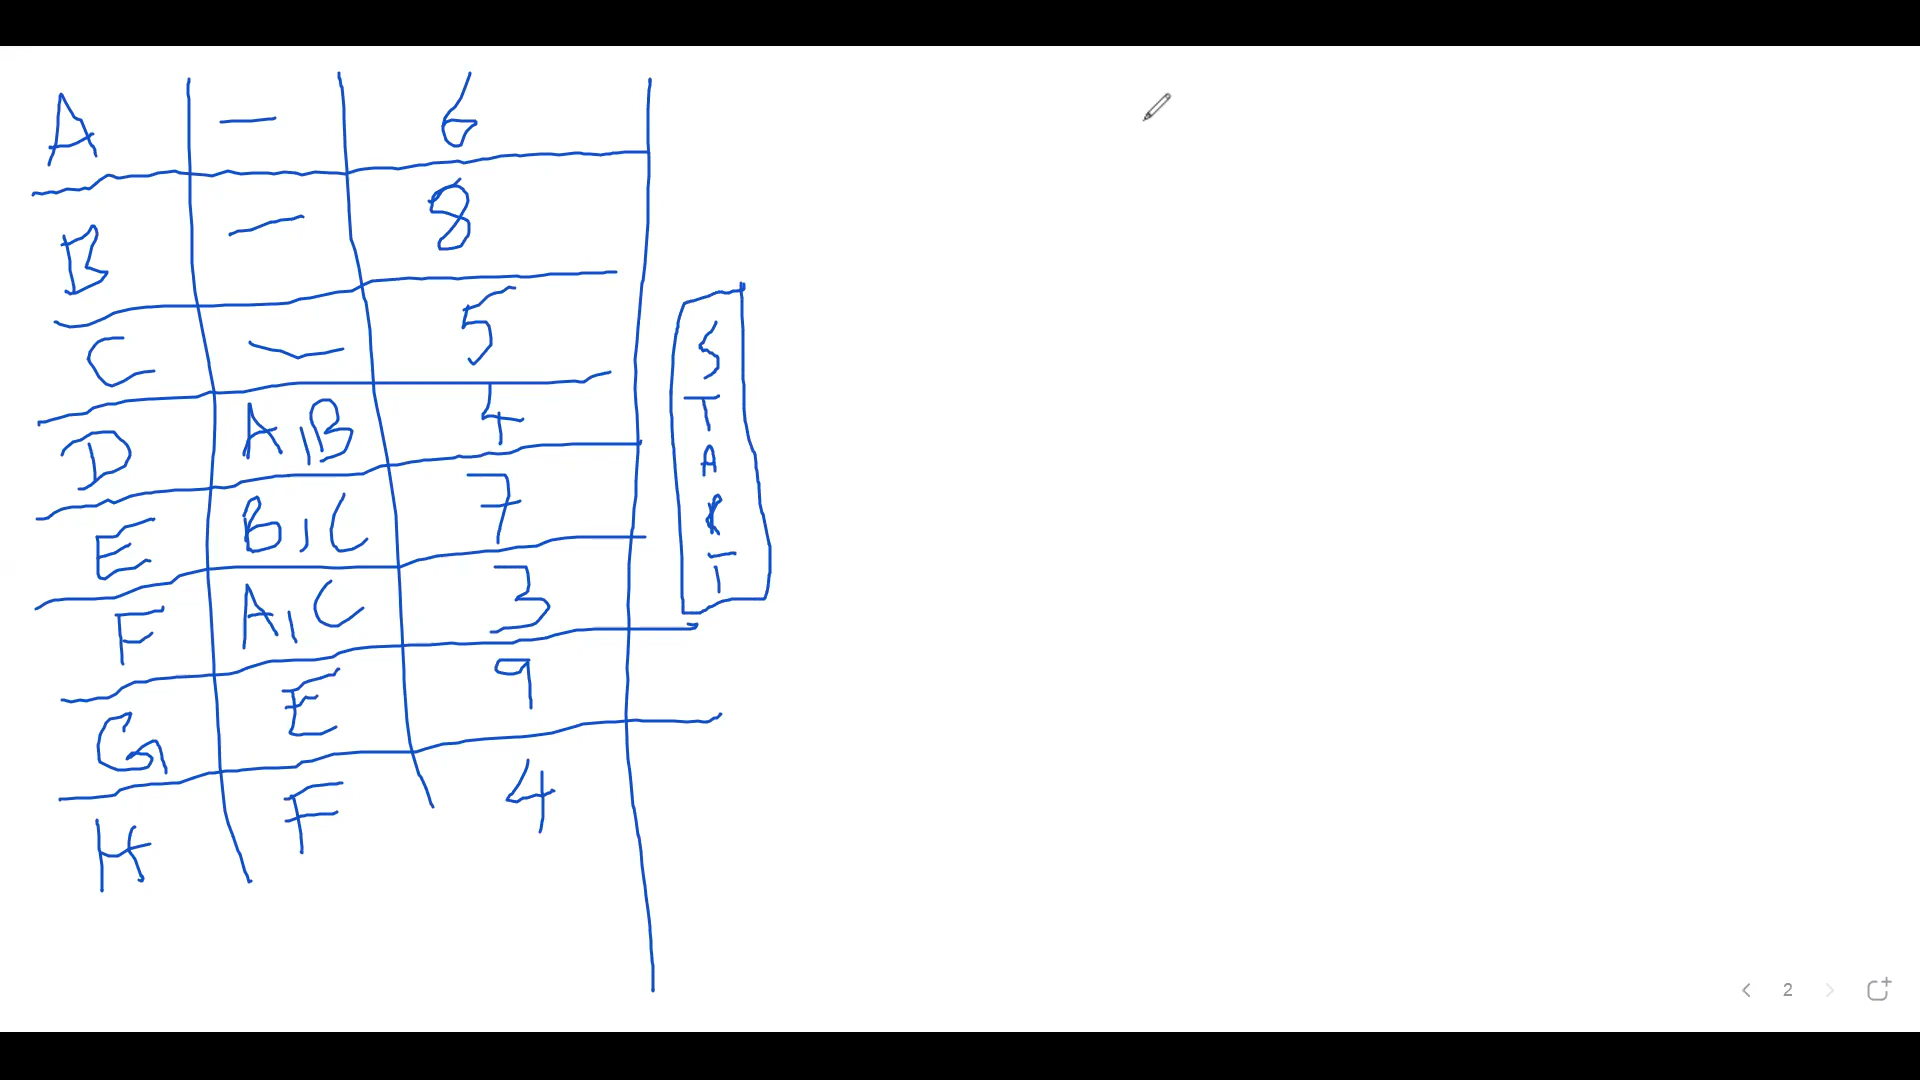 A — 6
B — 8
C — 5
D A,B 4
E B,C 7
F A,C 3
G E 9
H F 4
START
2